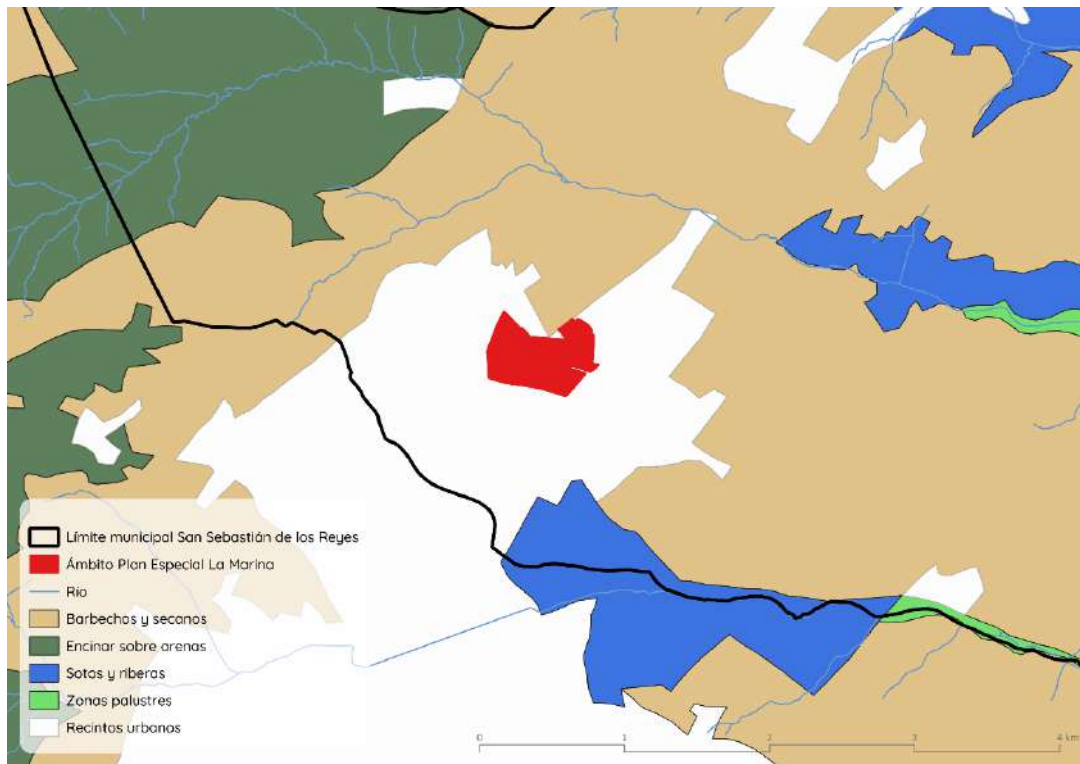 Límite municipal San Sebastián de los Reyes
Ámbito Plan Especial La Marina
Río
Barbechos y secanos
Encinar sobre arenas
Sotos y riberas
Zonas palustres
Recintos urbanos
0 1 2 3 4 km